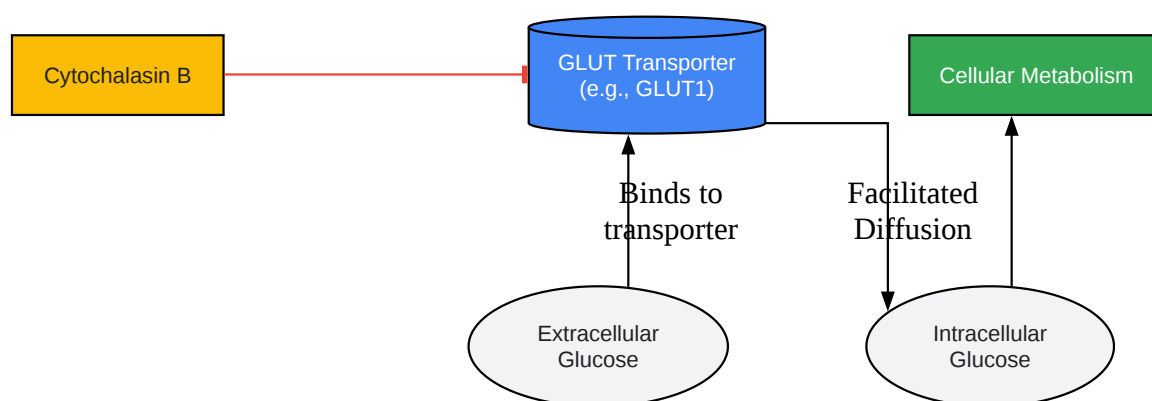 Cytochalasin B
GLUT Transporter
(e.g., GLUT1)
Cellular Metabolism
Binds to
transporter
Facilitated
Diffusion
Extracellular
Glucose
Intracellular
Glucose